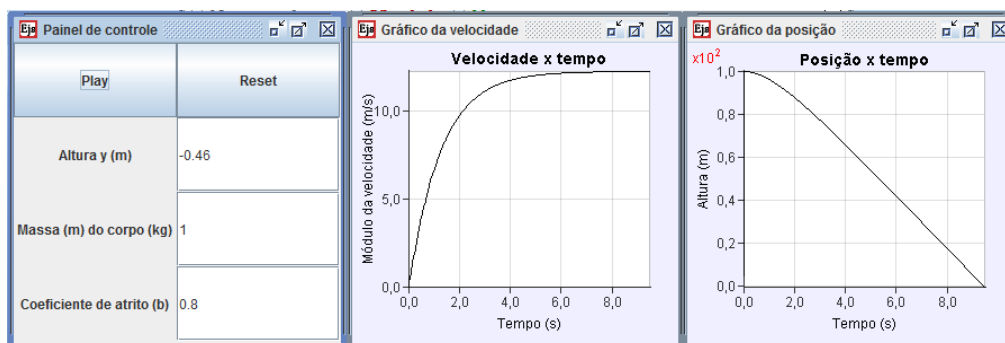 Ejs Painel de controle
Play Reset
Altura y (m) -0.46
Massa (m) do corpo (kg) 1
Coeficiente de atrito (b) 0.8
Ejs Gráfico da velocidade
Velocidade x tempo
Módulo da velocidade (m/s)
10,0
5,0
0,0
0,0 2,0 4,0 6,0 8,0
Tempo (s)
Ejs Gráfico da posição
x10²
Posição x tempo
Altura (m)
1,0
0,8
0,6
0,4
0,2
0,0
0,0 2,0 4,0 6,0 8,0
Tempo (s)